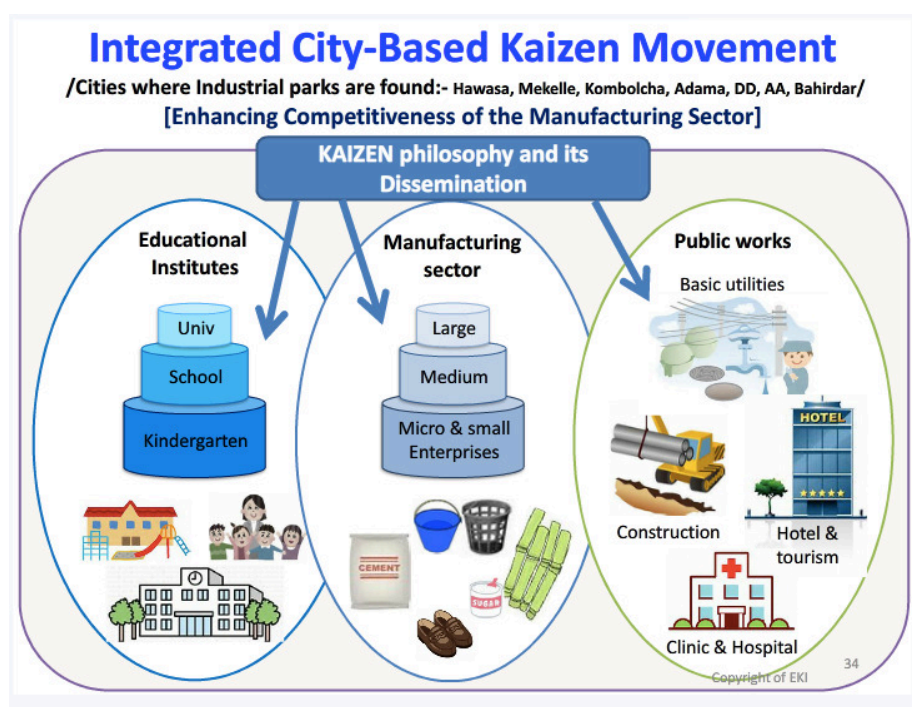 Integrated City-Based Kaizen Movement
/Cities where Industrial parks are found:- Hawasa, Mekelle, Kombolcha, Adama, DD, AA, Bahirdar/
[Enhancing Competitiveness of the Manufacturing Sector]
KAIZEN philosophy and its
Dissemination
Educational
Institutes
Univ
School
Kindergarten
Manufacturing
sector
Large
Medium
Micro & small
Enterprises
CEMENT
SUGAR
Public works
Basic utilities
HOTEL
Construction
Hotel &
tourism
Clinic & Hospital
34
Copyright of EKI